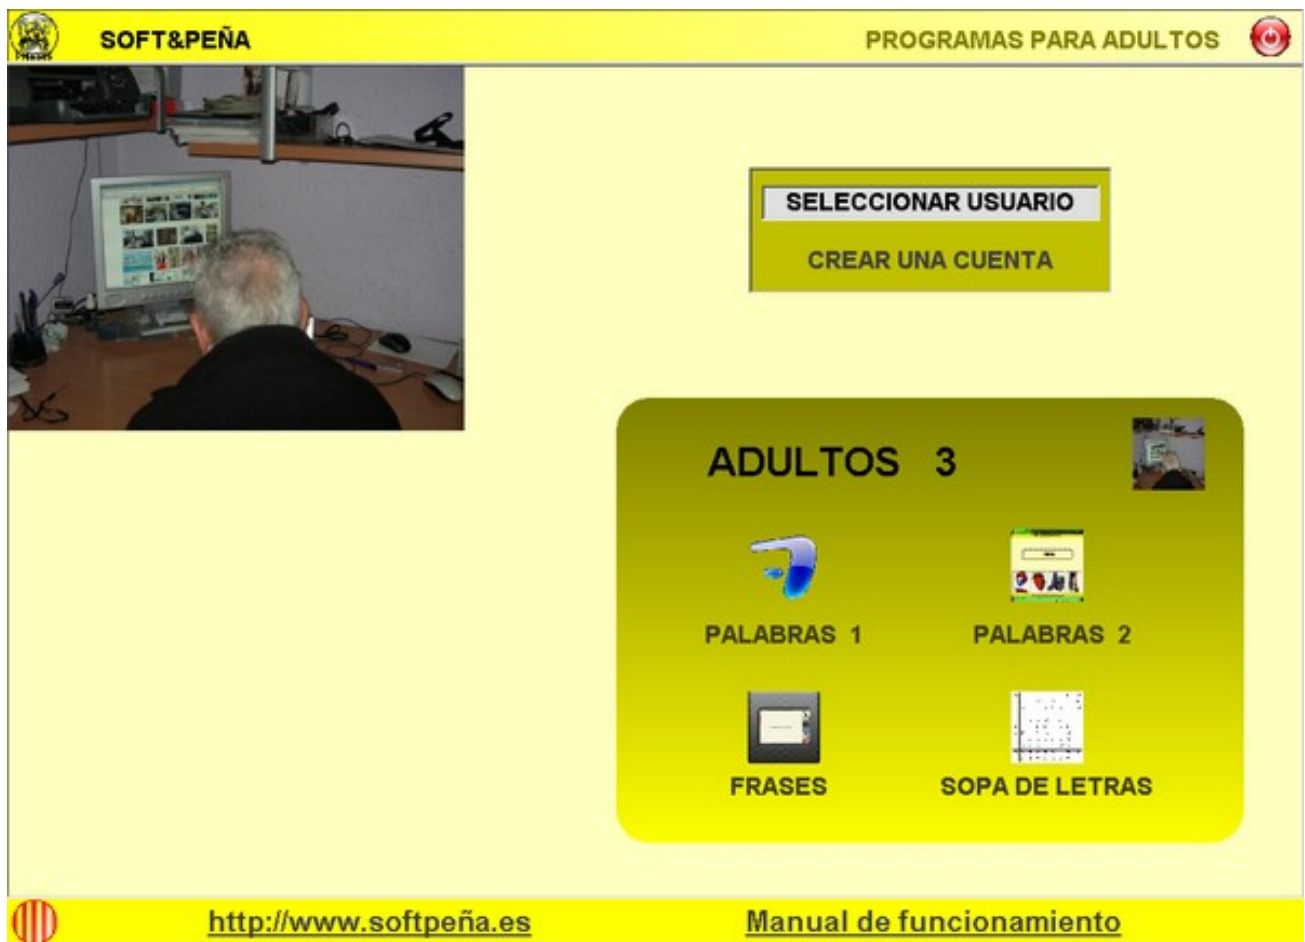 SOFT&PEÑA
PROGRAMAS PARA ADULTOS
SELECCIONAR USUARIO
CREAR UNA CUENTA
ADULTOS 3
PALABRAS 1
PALABRAS 2
FRASES
SOPA DE LETRAS
http://www.softpeña.es
Manual de funcionamiento